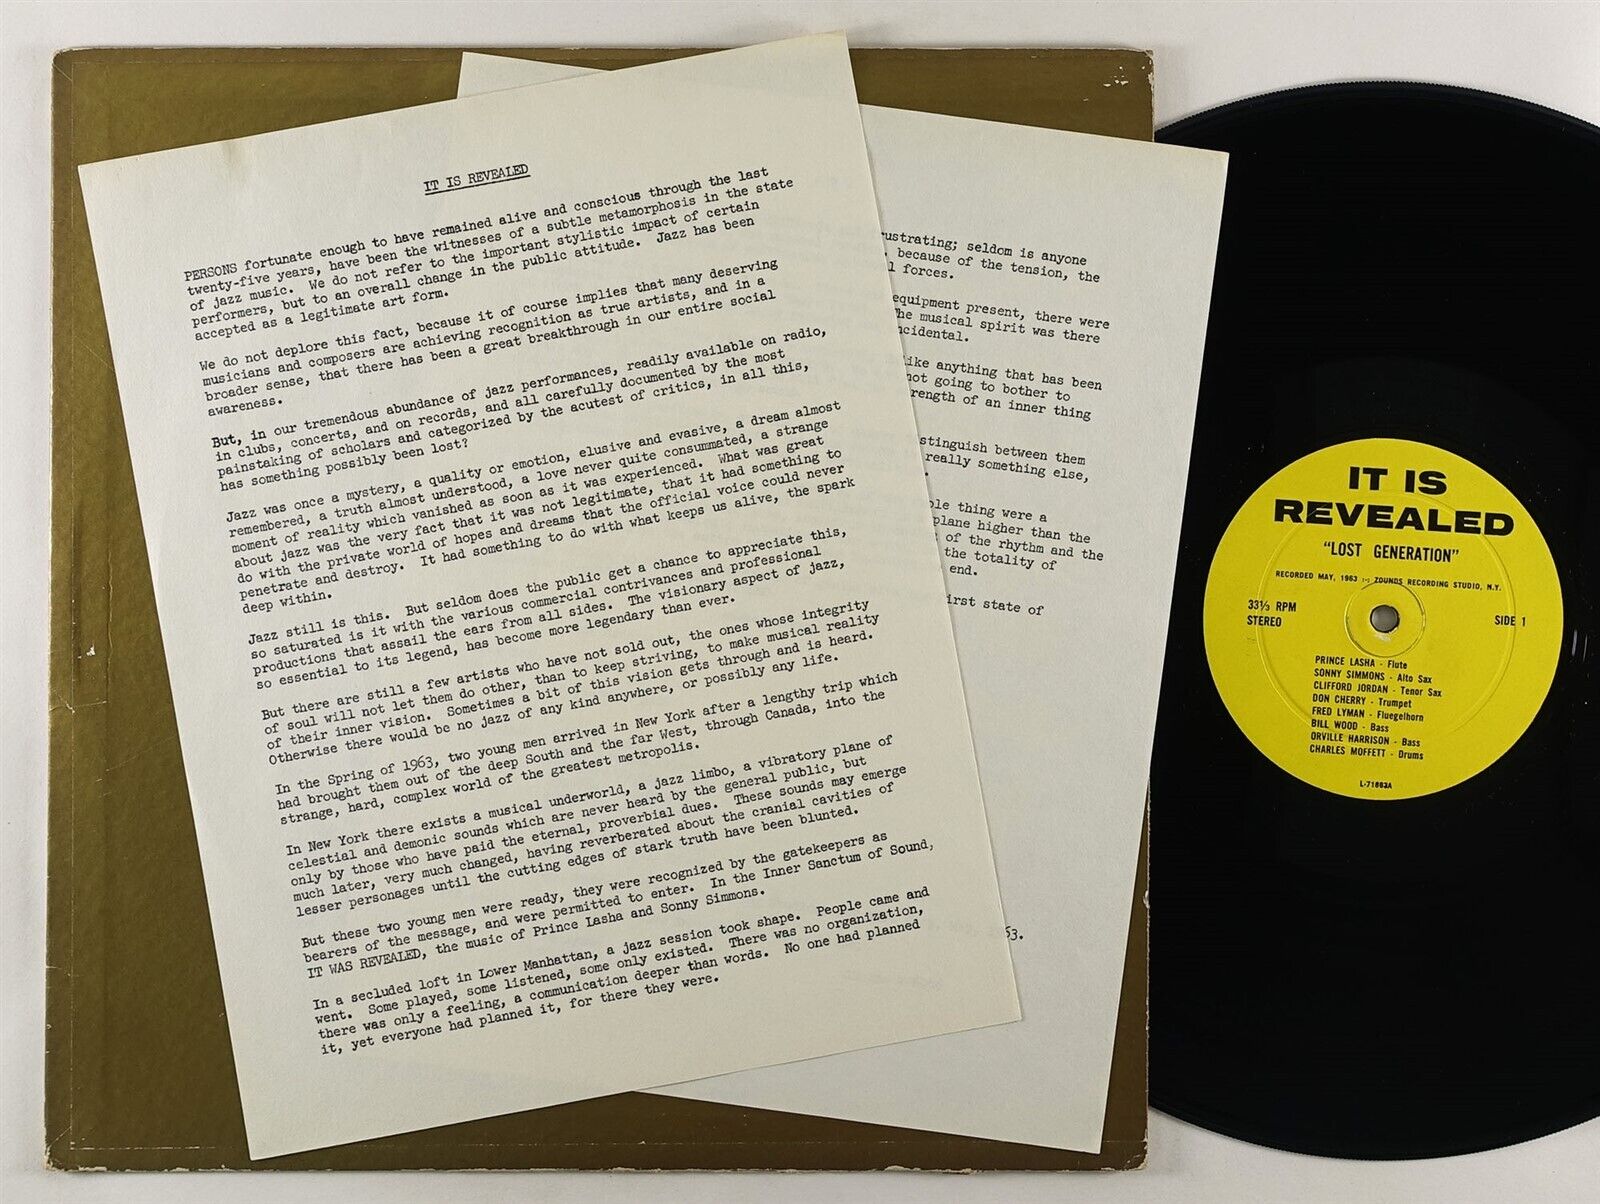 IT IS REVEALED
PERSONS fortunate enough to have remained alive and conscious through the last
twenty-five years, have been the witnesses of a subtle metamorphosis in the state
of jazz music. We do not refer to the important stylistic impact of certain
performers, but to an overall change in the public attitude. Jazz has been
accepted as a legitimate art form.
We do not deplore this fact, because it of course implies that many deserving
musicians and composers are achieving recognition as true artists, and in a
broader sense, that there has been a great breakthrough in our entire social
awareness.
But, in our tremendous abundance of jazz performances, readily available on radio,
in clubs, concerts, and on records, and all carefully documented by the most
painstaking of scholars and categorized by the acutest of critics, in all this,
has something possibly been lost?
Jazz was once a mystery, a quality or emotion, elusive and evasive, a dream almost
remembered, a truth almost understood, a love never quite consummated, a strange
moment of reality which vanished as soon as it was experienced. What was great
about jazz was the very fact that it was not legitimate, that it had something to
do with the private world of hopes and dreams that the official voice could never
penetrate and destroy. It had something to do with what keeps us alive, the spark
deep within.
Jazz still is this. But seldom does the public get a chance to appreciate this,
so saturated is it with the various commercial contrivances and professional
productions that assail the ears from all sides. The visionary aspect of jazz,
so essential to its legend, has become more legendary than ever.
But there are still a few artists who have not sold out, the ones whose integrity
of soul will not let them do other, than to keep striving, to make musical reality
of their inner vision. Sometimes a bit of this vision gets through and is heard.
Otherwise there would be no jazz of any kind anywhere, or possibly any life.
In the Spring of 1963, two young men arrived in New York after a lengthy trip which
had brought them out of the deep South and the far West, through Canada, into the
strange, hard, complex world of the greatest metropolis.
In New York there exists a musical underworld, a jazz limbo, a vibratory plane of
celestial and demonic sounds which are never heard by the general public, but
only by those who have paid the eternal, proverbial dues. These sounds may emerge
much later, very much changed, having reverberated about the cranial cavities of
lesser personages until the cutting edges of stark truth have been blunted.
But these two young men were ready, they were recognized by the gatekeepers as
bearers of the message, and were permitted to enter. In the Inner Sanctum of Sound,
IT WAS REVEALED, the music of Prince Lasha and Sonny Simmons.
In a secluded loft in Lower Manhattan, a jazz session took shape. People came and
went. Some played, some listened, some only existed. There was no organization,
there was only a feeling, a communication deeper than words. No one had planned
it, yet everyone had planned it, for there they were.
rustrating; seldom is anyone
because of the tension, the
l forces.
equipment present, there were
he musical spirit was there
ncidental.
like anything that has been
not going to bother to
rength of an inner thing
stinguish between them
really something else,
ole thing were a
plane higher than the
of the rhythm and the
the totality of
end.
irst state of
63.
IT IS
REVEALED
"LOST GENERATION"
RECORDED MAY, 1963 :-: ZOUNDS RECORDING STUDIO, N.Y.
33⅓ RPM
STEREO
SIDE 1
PRINCE LASHA - Flute
SONNY SIMMONS - Alto Sax
CLIFFORD JORDAN - Tenor Sax
DON CHERRY - Trumpet
FRED LYMAN - Fluegelhorn
BILL WOOD - Bass
ORVILLE HARRISON - Bass
CHARLES MOFFETT - Drums
L-71883A